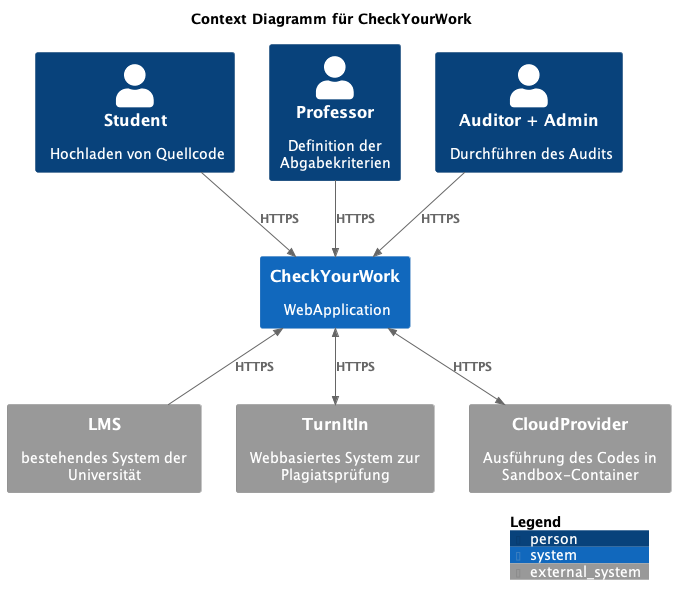 Context Diagramm für CheckYourWork
Student
Hochladen von Quellcode
Professor
Definition der
Abgabekriterien
Auditor + Admin
Durchführen des Audits
HTTPS
HTTPS
HTTPS
CheckYourWork
WebApplication
HTTPS
HTTPS
HTTPS
LMS
bestehendes System der
Universität
TurnItIn
Webbasiertes System zur
Plagiatsprüfung
CloudProvider
Ausführung des Codes in
Sandbox-Container
Legend
person
system
external_system